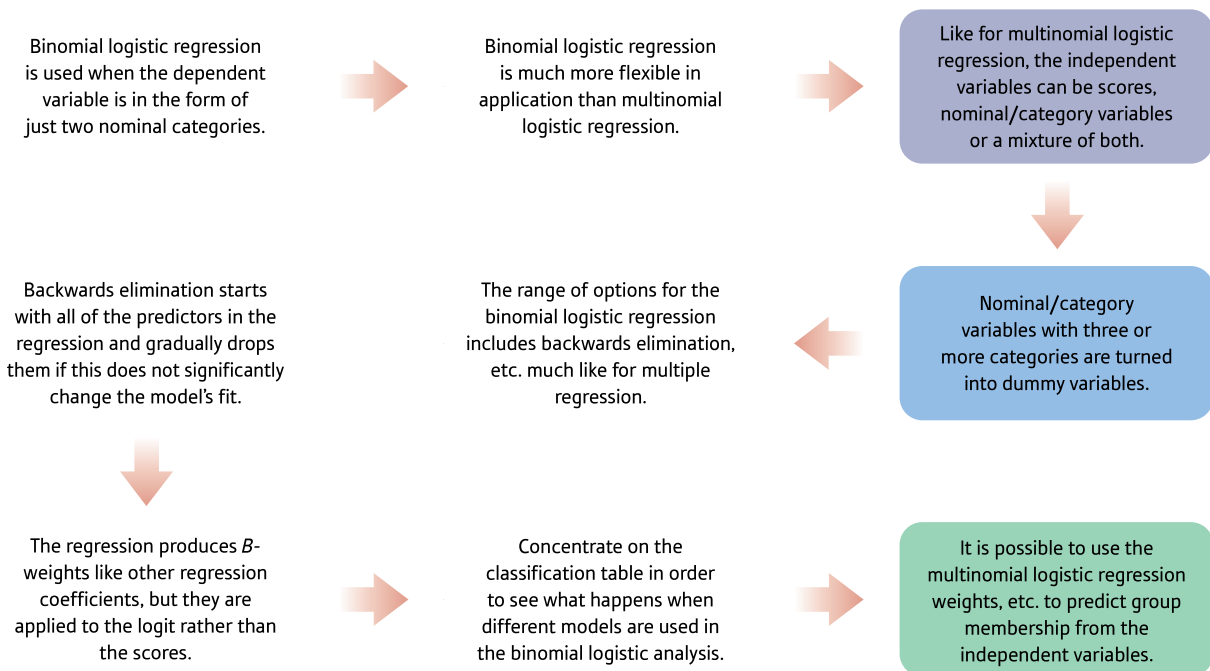 Binomial logistic regression
is used when the dependent
variable is in the form of
just two nominal categories.
Binomial logistic regression
is much more flexible in
application than multinomial
logistic regression.
Like for multinomial logistic
regression, the independent
variables can be scores,
nominal/category variables
or a mixture of both.
Nominal/category
variables with three or
more categories are turned
into dummy variables.
The range of options for the
binomial logistic regression
includes backwards elimination,
etc. much like for multiple
regression.
Backwards elimination starts
with all of the predictors in the
regression and gradually drops
them if this does not significantly
change the model’s fit.
The regression produces B-
weights like other regression
coefficients, but they are
applied to the logit rather than
the scores.
Concentrate on the
classification table in order
to see what happens when
different models are used in
the binomial logistic analysis.
It is possible to use the
multinomial logistic regression
weights, etc. to predict group
membership from the
independent variables.